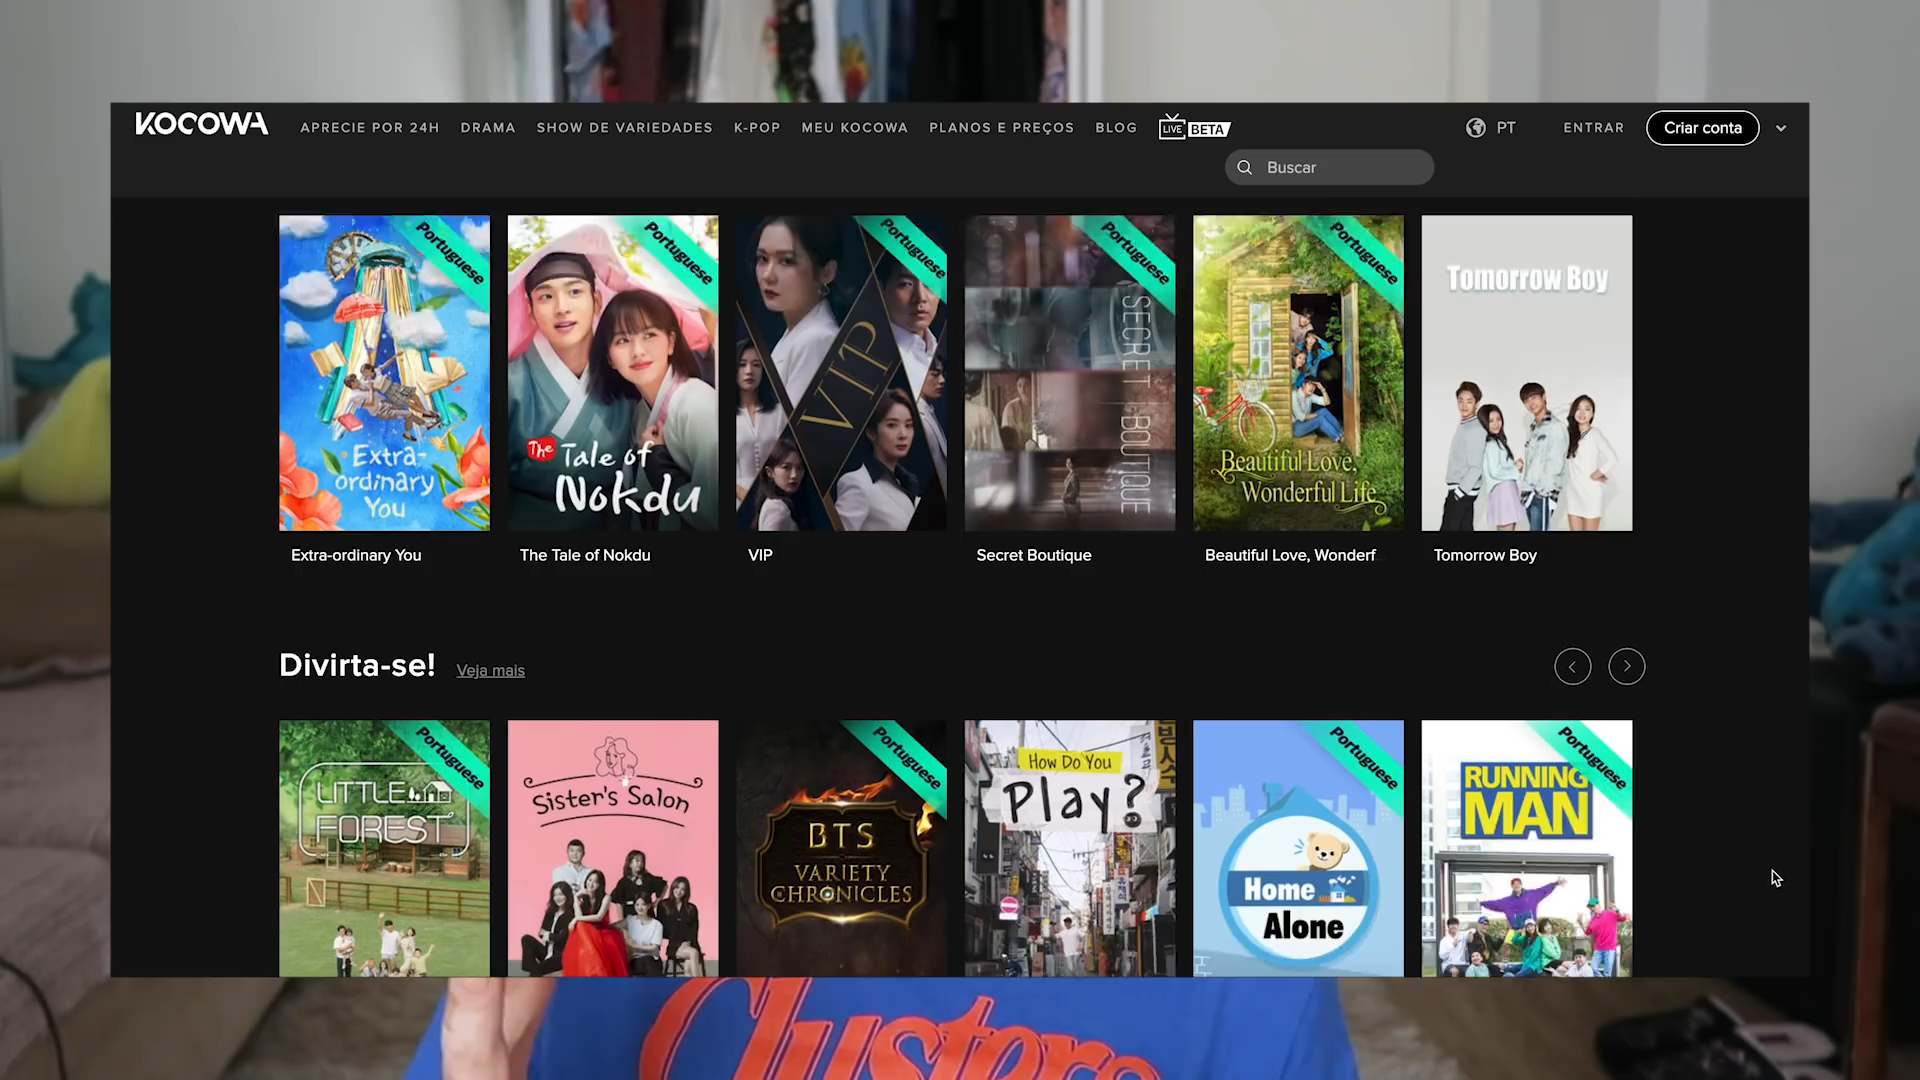 KOCOWA
APRECIE POR 24H DRAMA SHOW DE VARIEDADES K-POP MEU KOCOWA PLANOS E PREÇOS BLOG LIVE BETA PT ENTRAR Criar conta
Buscar
Portuguese
Extra-
ordinary
You
Portuguese
The Tale of
Nokdu
Portuguese
VIP
Portuguese
SECRET BOUTIQUE
Portuguese
Beautiful Love,
Wonderful Life
Tomorrow Boy
Extra-ordinary You
The Tale of Nokdu
VIP
Secret Boutique
Beautiful Love, Wonderf
Tomorrow Boy
Divirta-se! Veja mais
Portuguese
LITTLE
FOREST
Sister's Salon
Portuguese
BTS
VARIETY
CHRONICLES
How Do You
Play?
Portuguese
Home
Alone
Portuguese
RUNNING
MAN